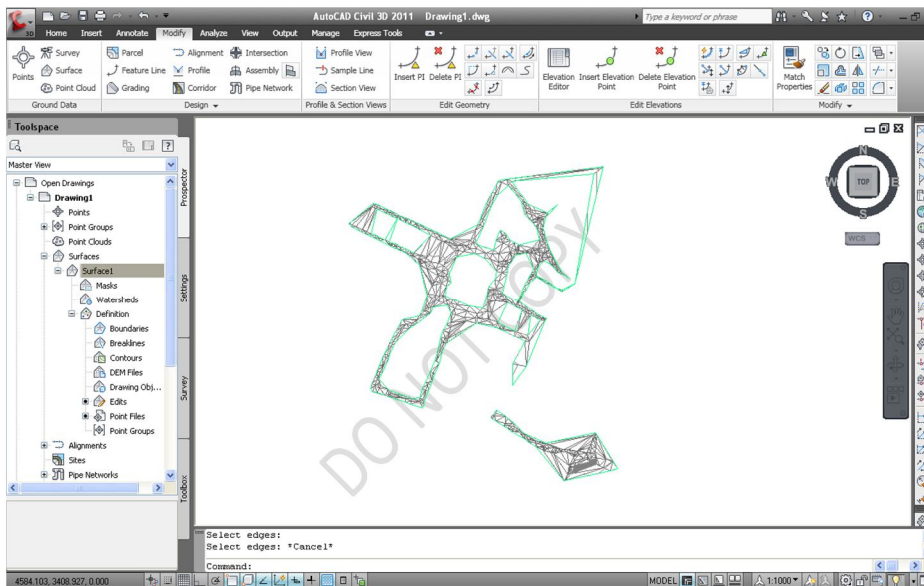 AutoCAD Civil 3D 2011 Drawing1.dwg
Type a keyword or phrase
3D
Home Insert Annotate Modify Analyze View Output Manage Express Tools
Points
Survey
Surface
Point Cloud
Ground Data
Parcel
Feature Line
Grading
Alignment
Profile
Corridor
Intersection
Assembly
Pipe Network
Design
Profile View
Sample Line
Section View
Profile & Section Views
Insert PI Delete PI
Edit Geometry
Elevation Editor
Insert Elevation Point
Delete Elevation Point
Edit Elevations
Match Properties
Modify
Toolspace
Master View
Open Drawings
Drawing1
Points
Point Groups
Point Clouds
Surfaces
Surface1
Masks
Watersheds
Definition
Boundaries
Breaklines
Contours
DEM Files
Drawing Obj...
Edits
Point Files
Point Groups
Alignments
Sites
Pipe Networks
Prospector
Settings
Survey
Toolbox
N
W TOP E
S
WCS
DO NOT COPY
Select edges:
Select edges: *Cancel*
Command:
4584.103, 3408.927, 0.000
MODEL
1:1000